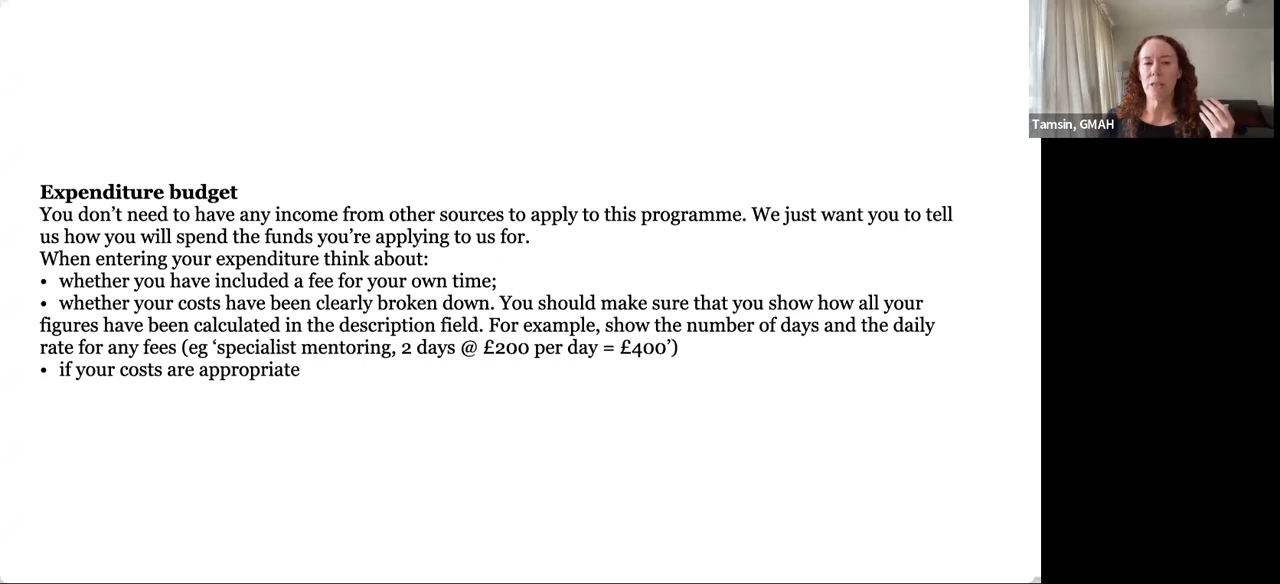 Tamsin, GMAH
Expenditure budget
You don’t need to have any income from other sources to apply to this programme. We just want you to tell
us how you will spend the funds you’re applying to us for.
When entering your expenditure think about:
• whether you have included a fee for your own time;
• whether your costs have been clearly broken down. You should make sure that you show how all your
figures have been calculated in the description field. For example, show the number of days and the daily
rate for any fees (eg ‘specialist mentoring, 2 days @ £200 per day = £400’)
• if your costs are appropriate